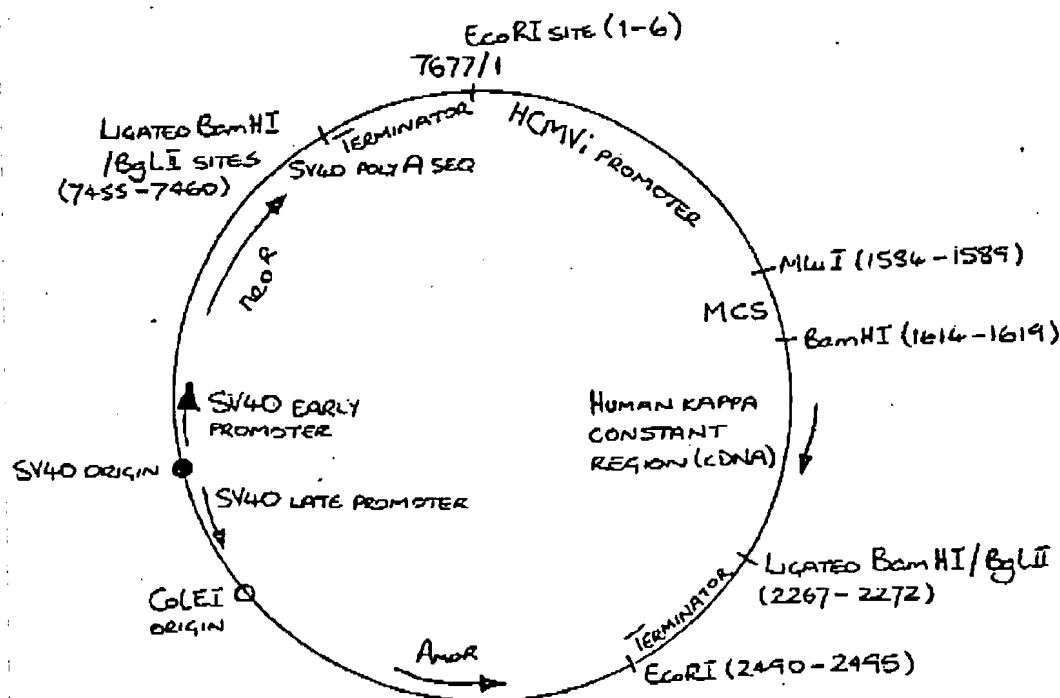 EcoRI SITE (1-6)
7677/1
TERMINATOR
HCMVi PROMOTER
LIGATED BamHI
/BglI SITES
(7455-7460)
SV40 POLY A SEQ
neoR
MluI (1584-1589)
MCS
BamHI (1614-1619)
SV40 EARLY
PROMOTER
HUMAN KAPPA
CONSTANT
REGION (cDNA)
SV40 ORIGIN
SV40 LATE PROMOTER
LIGATED BamHI/BglII
(2267-2272)
ColEI
ORIGIN
TERMINATOR
AmpR
EcoRI (2490-2495)